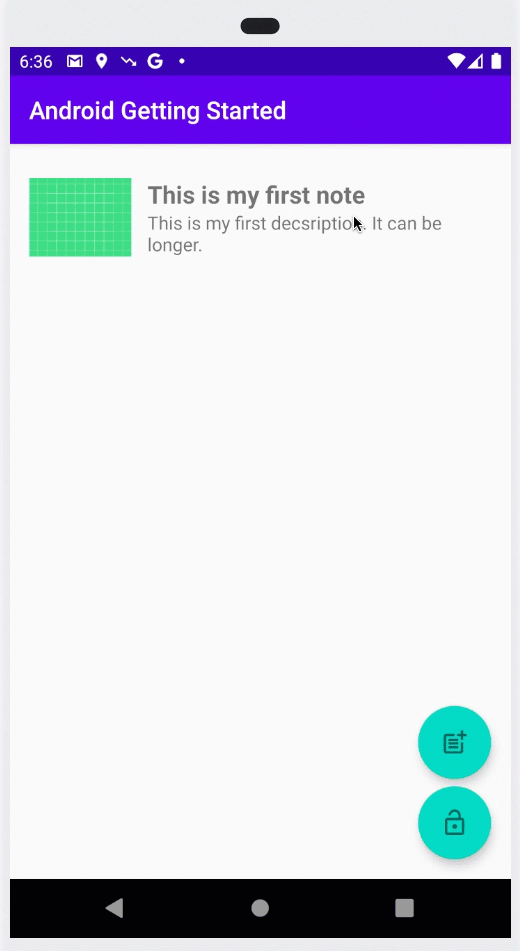 6:36
Android Getting Started
This is my first note
This is my first decsription. It can be
longer.